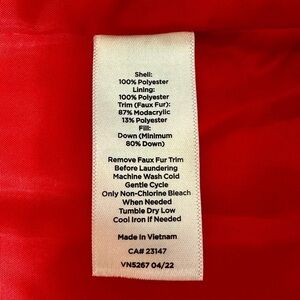 Shell:
100% Polyester
Lining:
100% Polyester
Trim (Faux Fur):
87% Modacrylic
13% Polyester
Fill:
Down (Minimum
80% Down)
Remove Faux Fur Trim
Before Laundering
Machine Wash Cold
Gentle Cycle
Only Non-Chlorine Bleach
When Needed
Tumble Dry Low
Cool Iron If Needed
Made In Vietnam
CA# 23147
VN5267 04/22